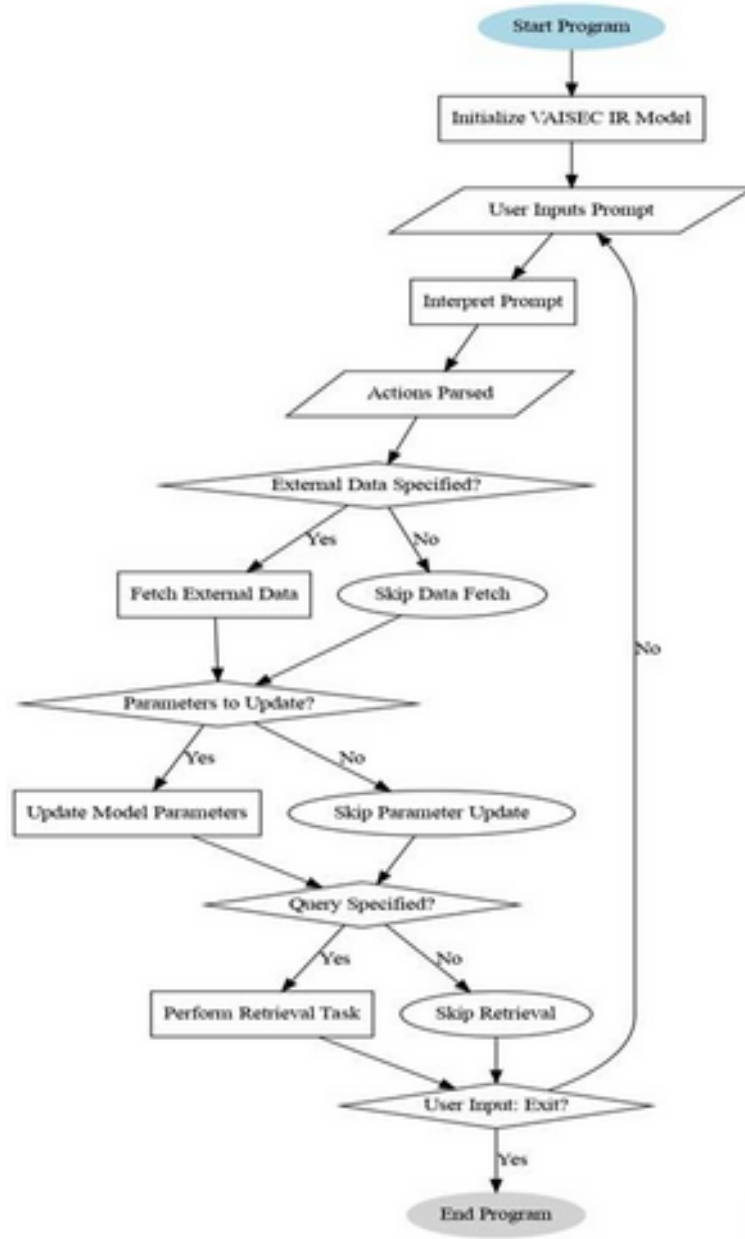 Start Program
Initialize VAISEC IR Model
User Inputs Prompt
Interpret Prompt
Actions Parsed
External Data Specified?
Yes
No
Fetch External Data
Skip Data Fetch
No
Parameters to Update?
Yes
No
Update Model Parameters
Skip Parameter Update
Query Specified?
Yes
No
Perform Retrieval Task
Skip Retrieval
User Input: Exit?
Yes
End Program